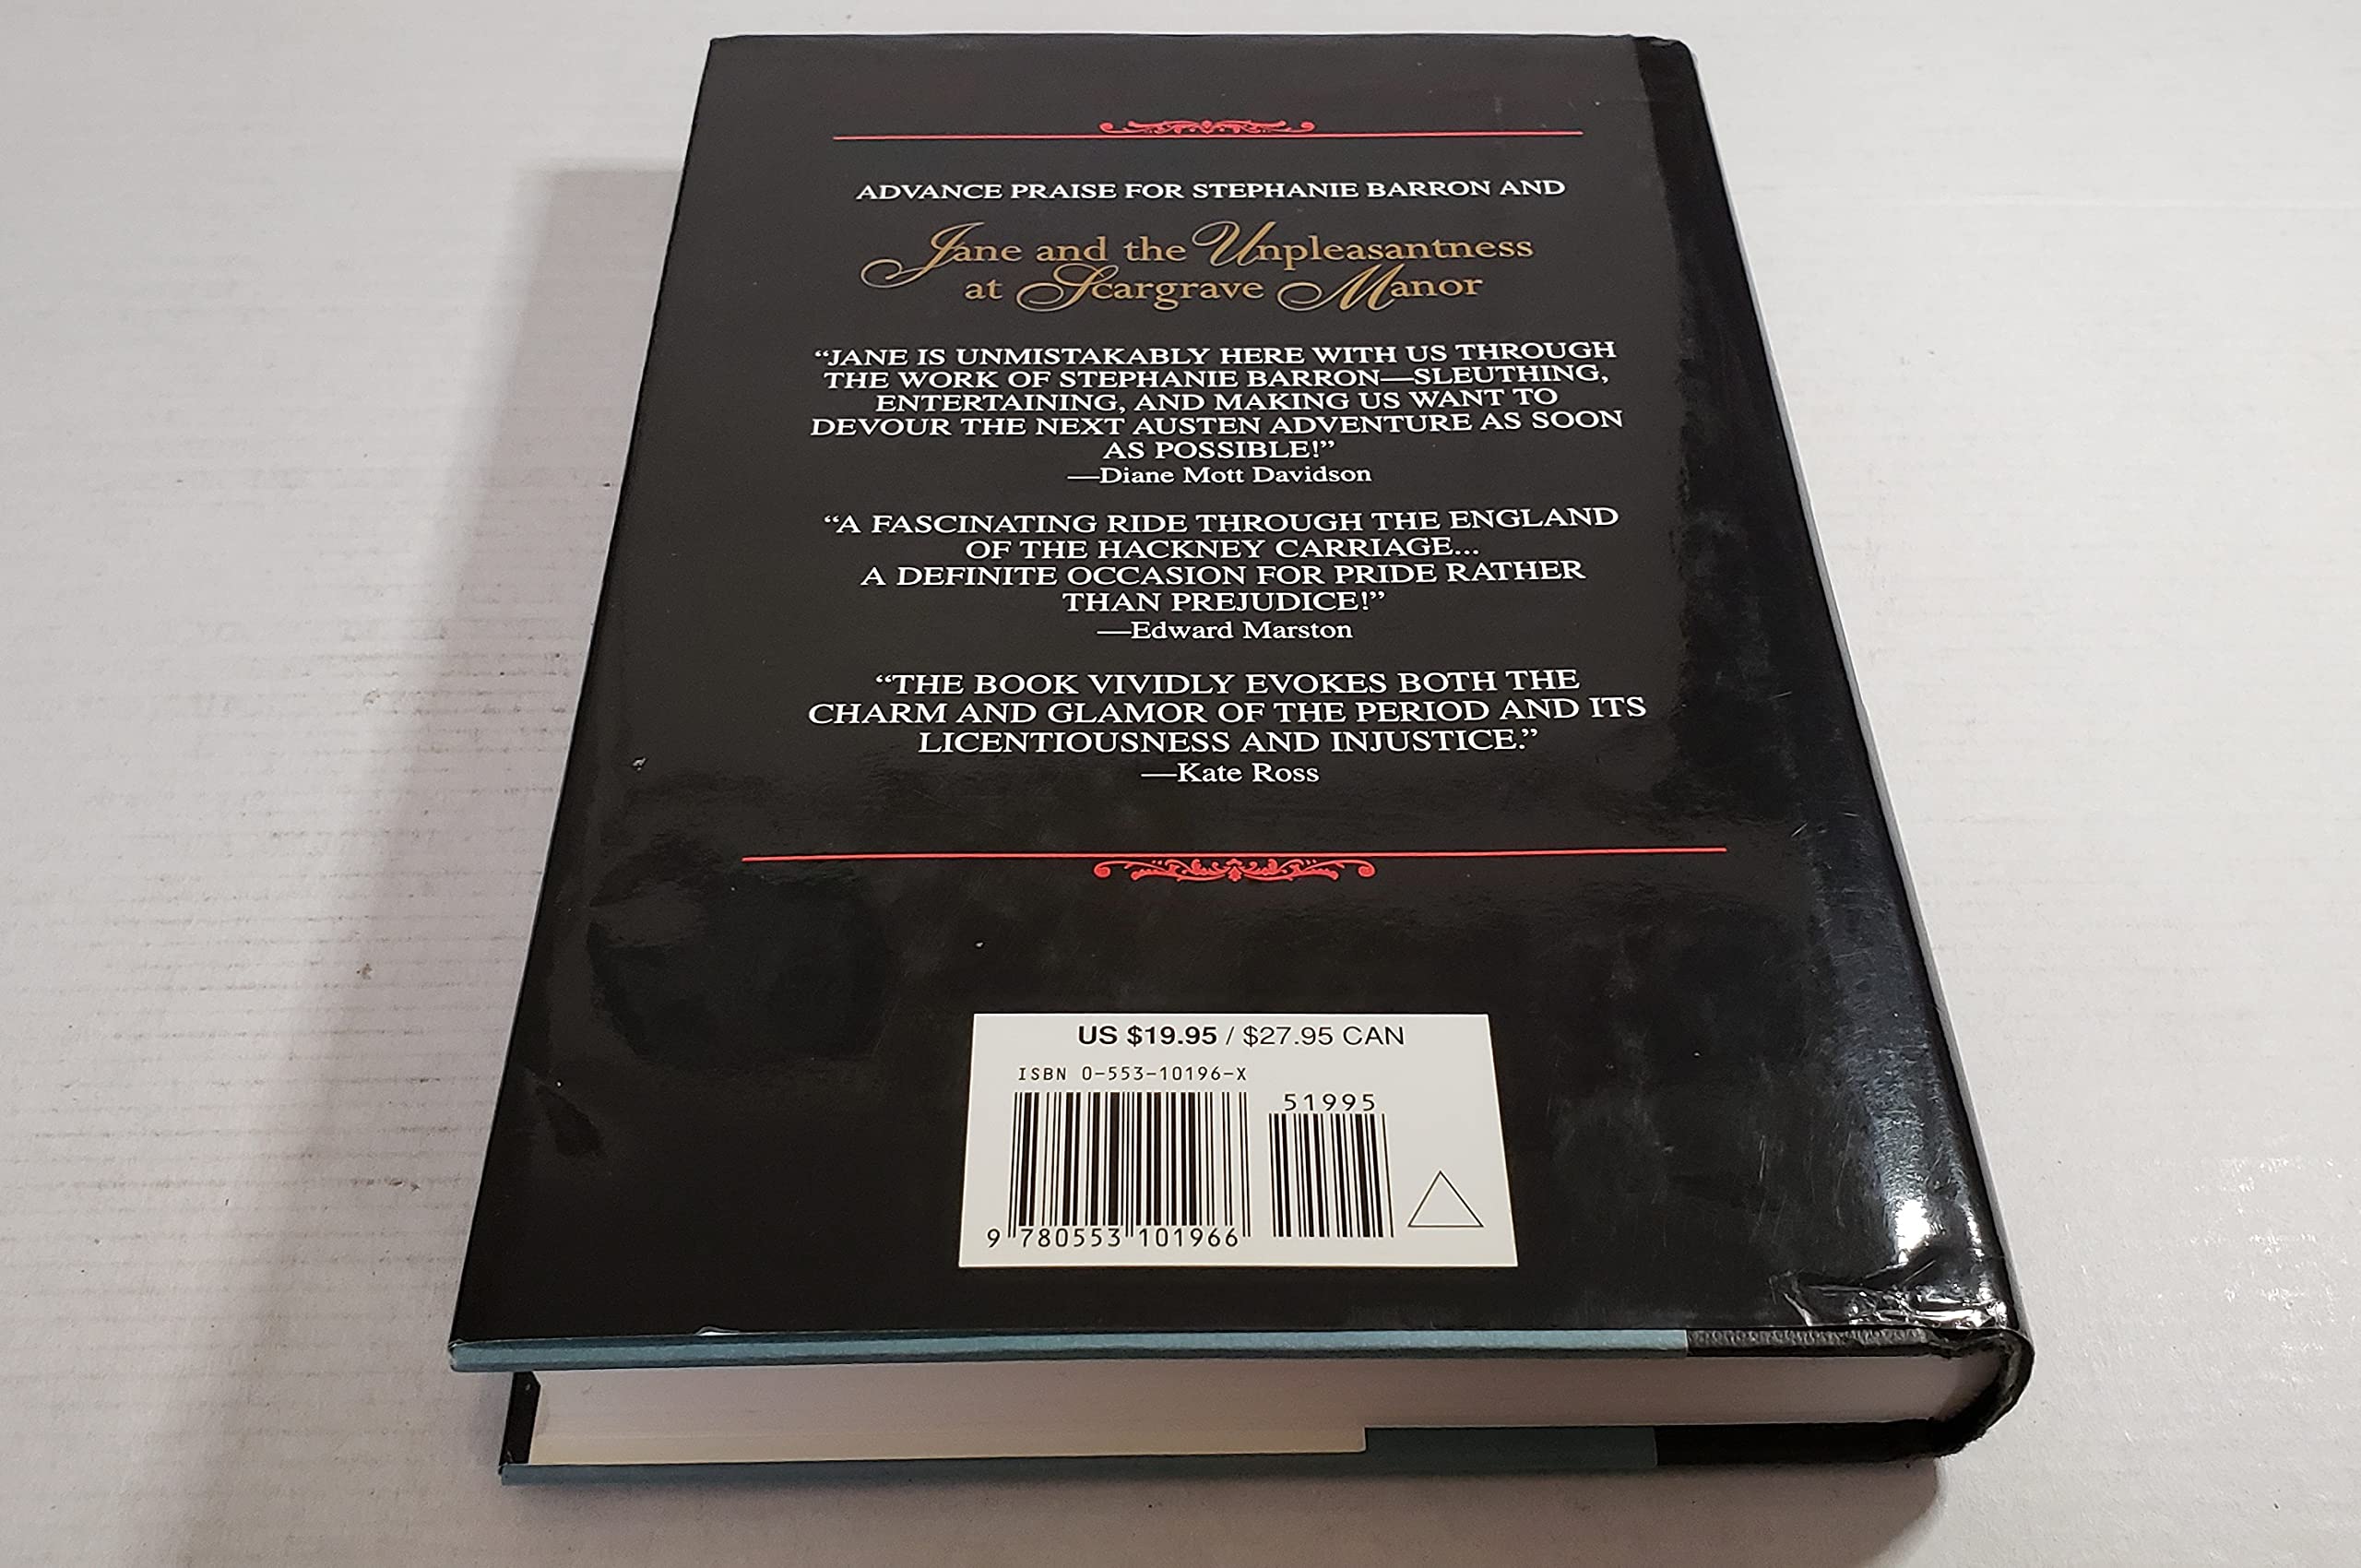 ADVANCE PRAISE FOR STEPHANIE BARRON AND
Jane and the Unpleasantness
at Scargrave Manor
“JANE IS UNMISTAKABLY HERE WITH US THROUGH
THE WORK OF STEPHANIE BARRON—SLEUTHING,
ENTERTAINING, AND MAKING US WANT TO
DEVOUR THE NEXT AUSTEN ADVENTURE AS SOON
AS POSSIBLE!”
—Diane Mott Davidson
“A FASCINATING RIDE THROUGH THE ENGLAND
OF THE HACKNEY CARRIAGE...
A DEFINITE OCCASION FOR PRIDE RATHER
THAN PREJUDICE!”
—Edward Marston
“THE BOOK VIVIDLY EVOKES BOTH THE
CHARM AND GLAMOR OF THE PERIOD AND ITS
LICENTIOUSNESS AND INJUSTICE.”
—Kate Ross
US $19.95 / $27.95 CAN
ISBN 0-553-10196-X
51995
9 780553 101966